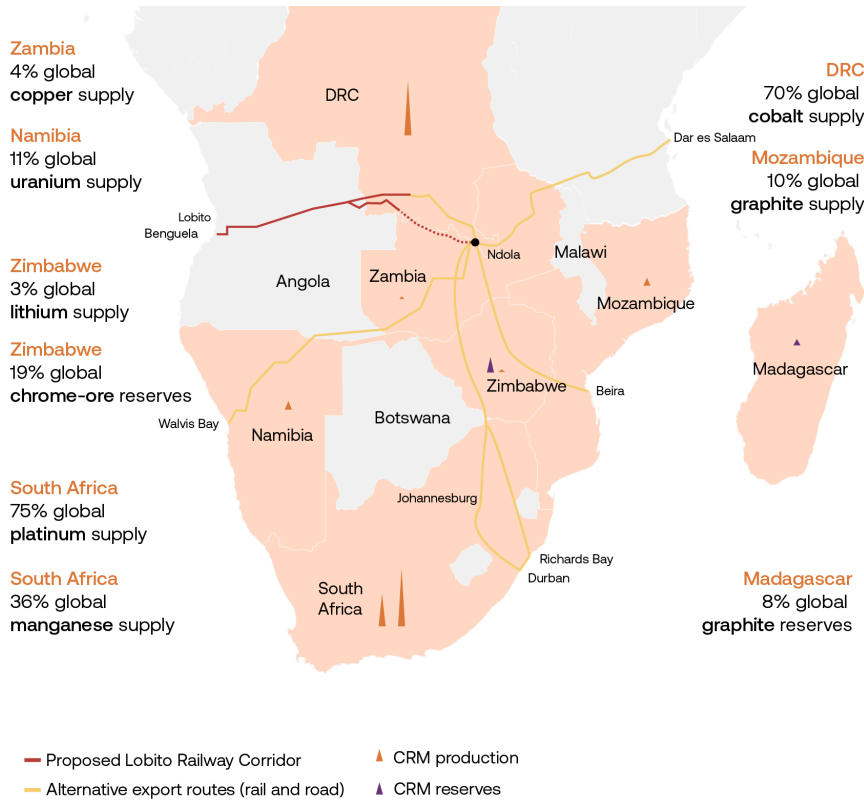 Zambia
4% global
copper supply
Namibia
11% global
uranium supply
Zimbabwe
3% global
lithium supply
Zimbabwe
19% global
chrome-ore reserves
South Africa
75% global
platinum supply
South Africa
36% global
manganese supply
DRC
70% global
cobalt supply
Mozambique
10% global
graphite supply
Madagascar
8% global
graphite reserves
DRC
Dar es Salaam
Lobito
Benguela
Ndola
Malawi
Angola
Zambia
Mozambique
Madagascar
Zimbabwe
Beira
Walvis Bay
Namibia
Botswana
Johannesburg
Richards Bay
Durban
South
Africa
Proposed Lobito Railway Corridor
Alternative export routes (rail and road)
CRM production
CRM reserves